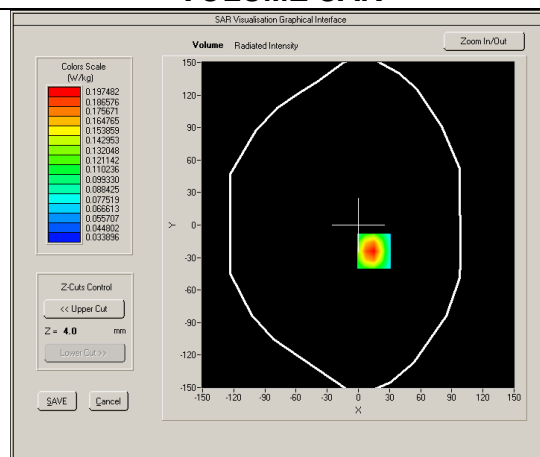 VOLUME SAR
SAR Visualisation Graphical Interface
Volume Radiated Intensity
Zoom In/Out
Colors Scale
(W/kg)
0.197482
0.186576
0.175671
0.164765
0.153859
0.142953
0.132048
0.121142
0.110236
0.099330
0.088425
0.077519
0.066613
0.055707
0.044802
0.033896
Z-Cuts Control
<< Upper Cut
Z = 4.0 mm
Lower Cut >>
SAVE Cancel
150
120
90
60
30
0
-30
-60
-90
-120
-150
Y
-150 -120 -90 -60 -30 0 30 60 90 120 150
X